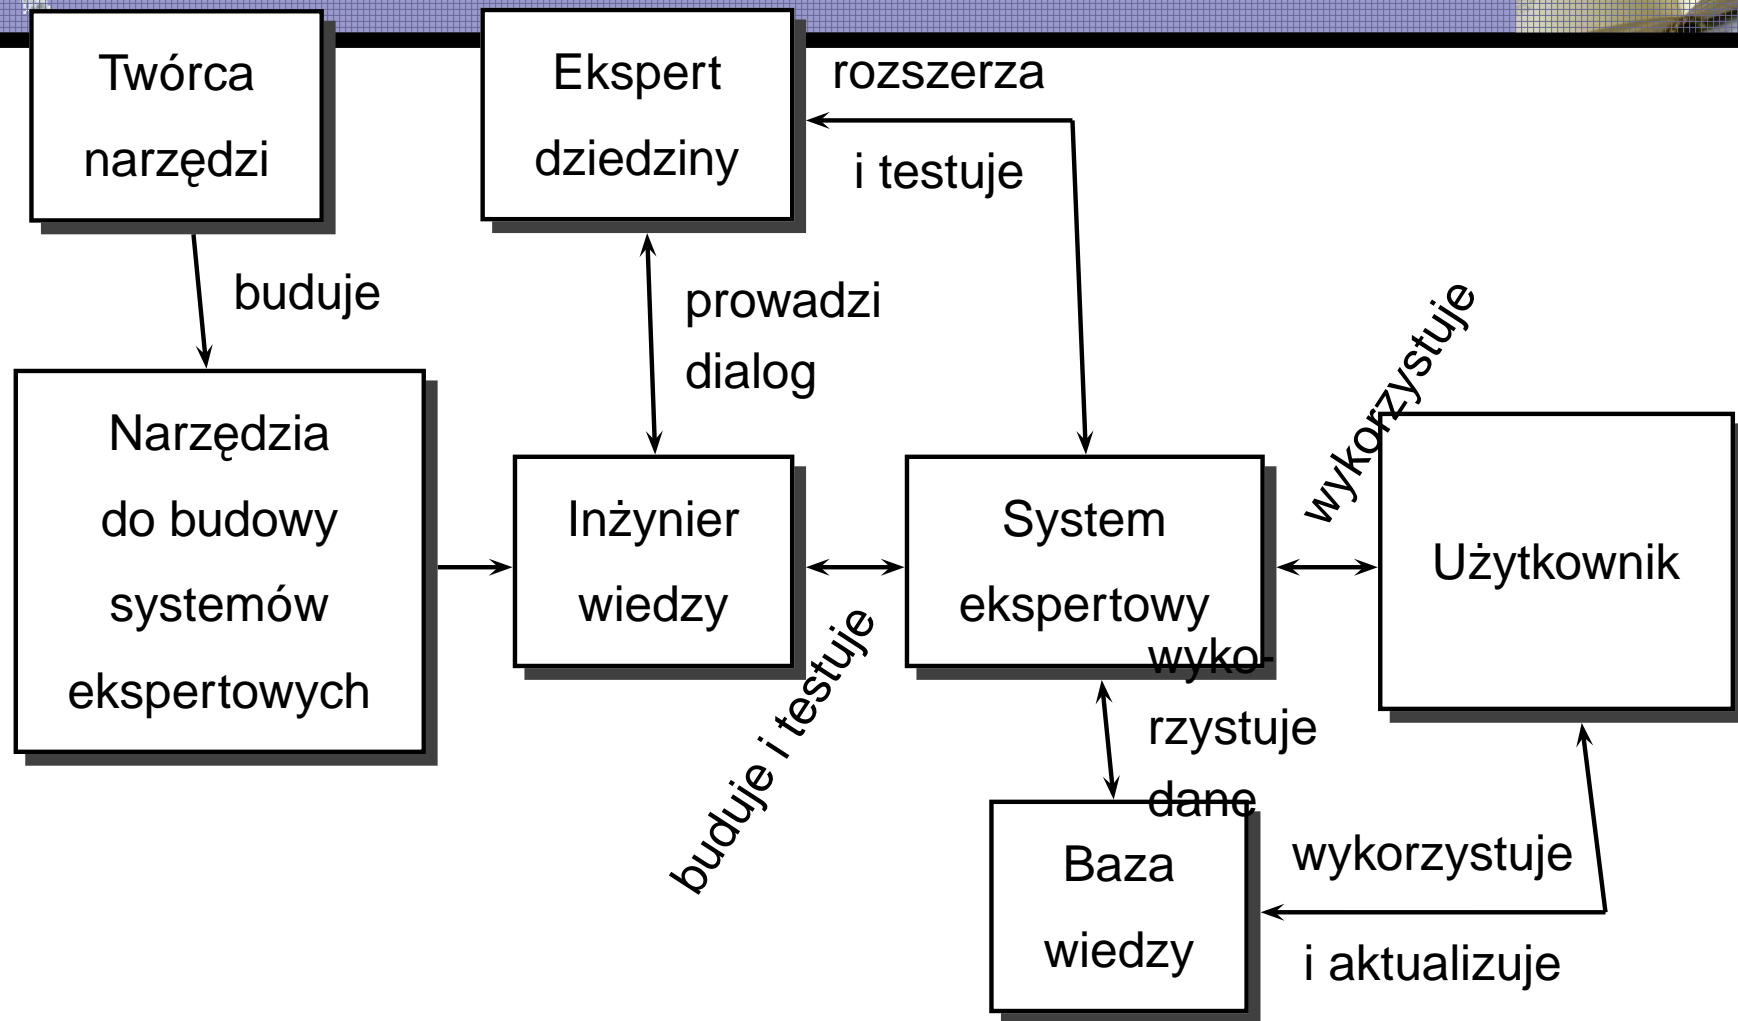 Twórca
narzędzi
Ekspert
dziedziny
rozszerza
i testuje
buduje
prowadzi
dialog
wykorzystuje
Narzędzia
do budowy
systemów
ekspertowych
Inżynier
wiedzy
System
ekspertowy
Użytkownik
buduje i testuje
wyko-
rzystuje
dane
Baza
wiedzy
wykorzystuje
i aktualizuje